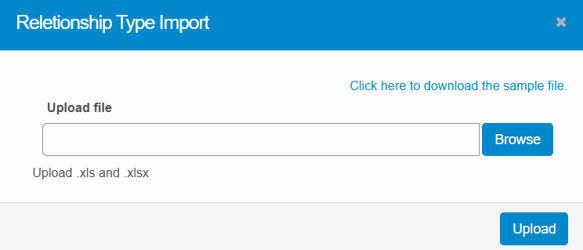 Reletionship Type Import
×
Click here to download the sample file.
Upload file
Browse
Upload .xls and .xlsx
Upload